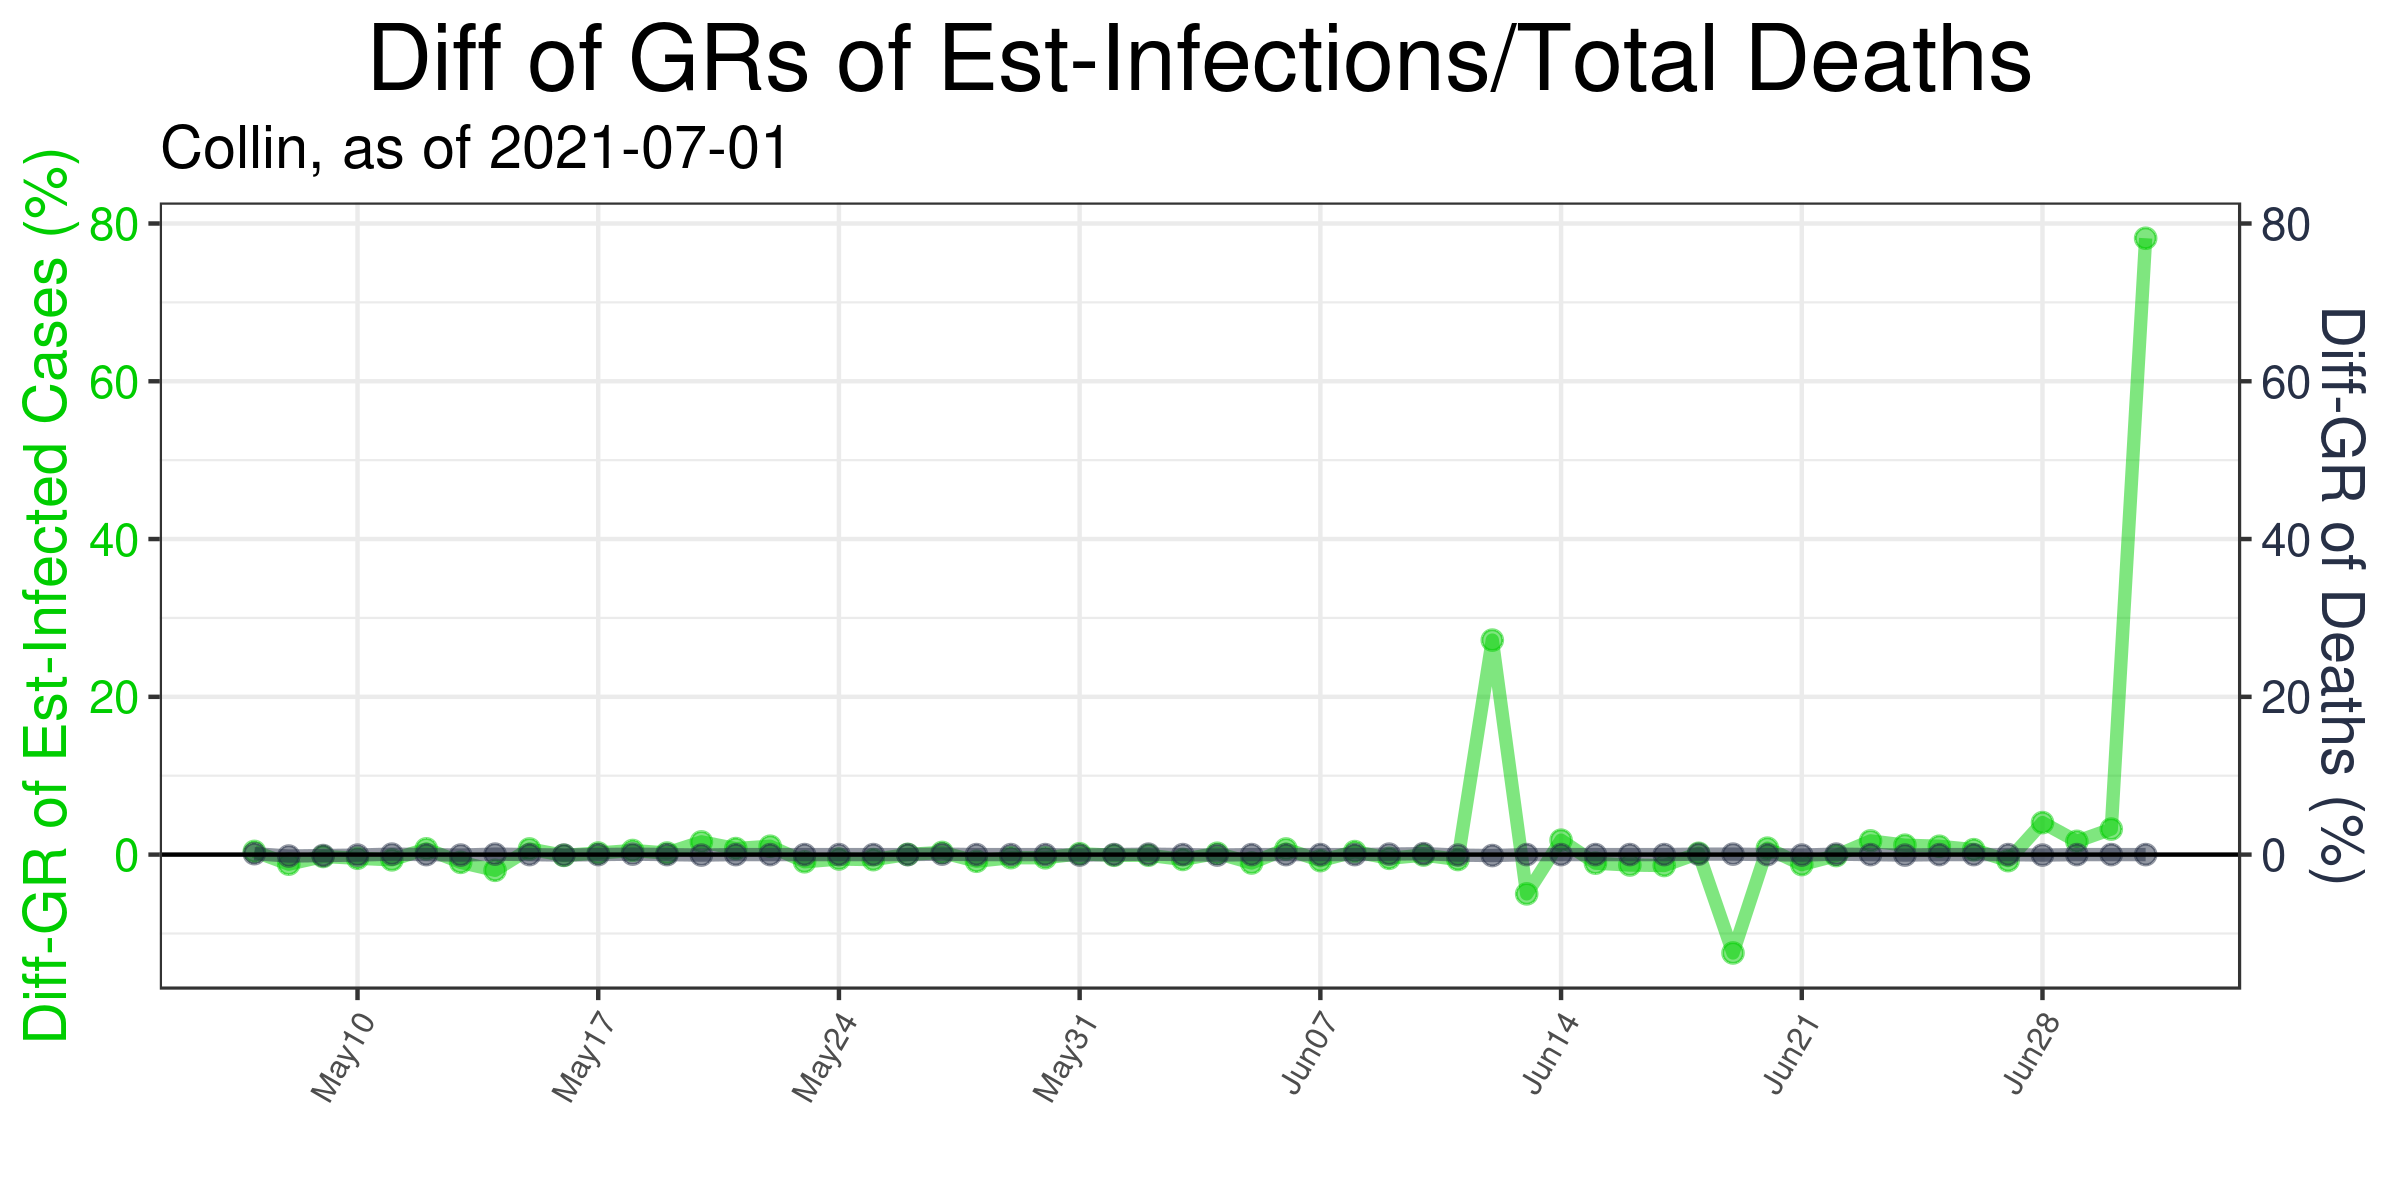 Diff of GRs of Est-Infections/Total Deaths
Collin, as of 2021-07-01
Diff-GR of Est-Infected Cases (%)
80
60
40
20
0
80
60
40
20
0
Diff-GR of Deaths (%)
May10
May17
May24
May31
Jun07
Jun14
Jun21
Jun28